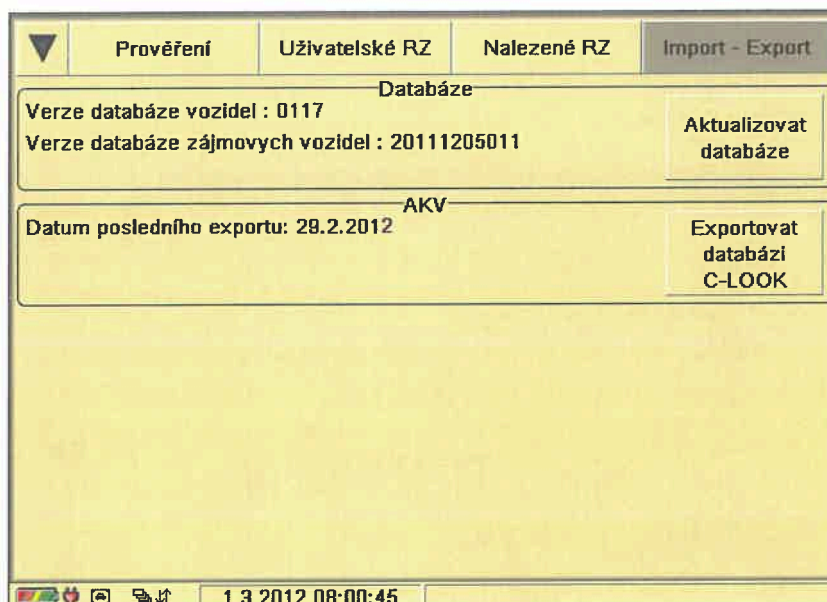 Prověření
Uživatelské RZ
Nalezené RZ
Import - Export
Databáze
Verze databáze vozidel : 0117
Verze databáze zájmovych vozidel : 20111205011
Aktualizovat
databáze
AKV
Datum posledního exportu: 29.2.2012
Exportovat
databázi
C-LOOK
1.3.2012 08:00:45